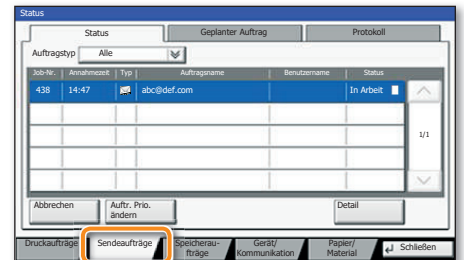 Status
Status Geplanter Auftrag Protokoll
Auftragstyp Alle
Job-Nr. Annahmezeit Typ Auftragsname Benutzername Status
438 14:47 abc@def.com In Arbeit
1/1
Abbrechen Auftr. Prio. ändern Detail
Druckaufträge Sendeaufträge Speicherau-
fträge Gerät/
Kommunikation Papier/
Material Schließen